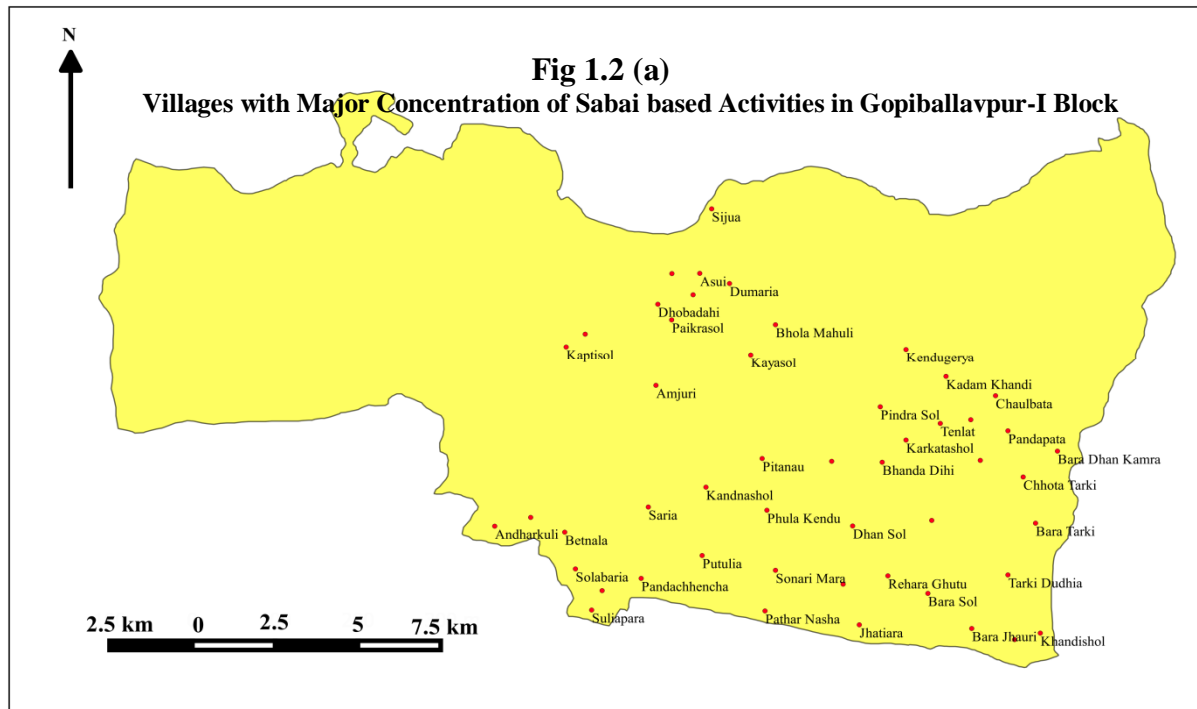 N
Fig 1.2 (a)
Villages with Major Concentration of Sabai based Activities in Gopiballavpur-I Block
Sijua
Asui
Dumaria
Dhobadahi
Paikrasol
Bhola Mahuli
Kaptisol
Kayasol
Kendugerya
Amjuri
Kadam Khandi
Chaulbata
Pindra Sol
Tenlat
Pandapata
Karkatashol
Bara Dhan Kamra
Pitanau
Bhanda Dihi
Chhota Tarki
Kandnashol
Saria
Phula Kendu
Andharkuli
Betnala
Dhan Sol
Bara Tarki
Putulia
Solabaria
Pandachhencha
Sonari Mara
Rehara Ghutu
Tarki Dudhia
Bara Sol
Suliapara
Pathar Nasha
Jhatiara
Bara Jhauri
Khandishol
2.5 km 0 2.5 5 7.5 km